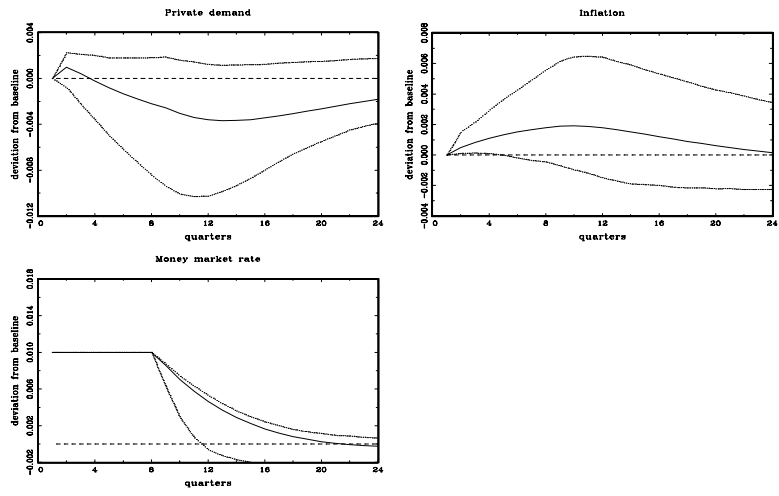 Private demand
Inflation
deviation from baseline
0.004
0.000
-0.004
-0.008
-0.012
0 4 8 12 16 20 24
quarters
deviation from baseline
0.008
0.006
0.004
0.002
0.000
-0.002
-0.004
0 4 8 12 16 20 24
quarters
Money market rate
deviation from baseline
0.018
0.014
0.010
0.006
0.002
-0.002
0 4 8 12 16 20 24
quarters